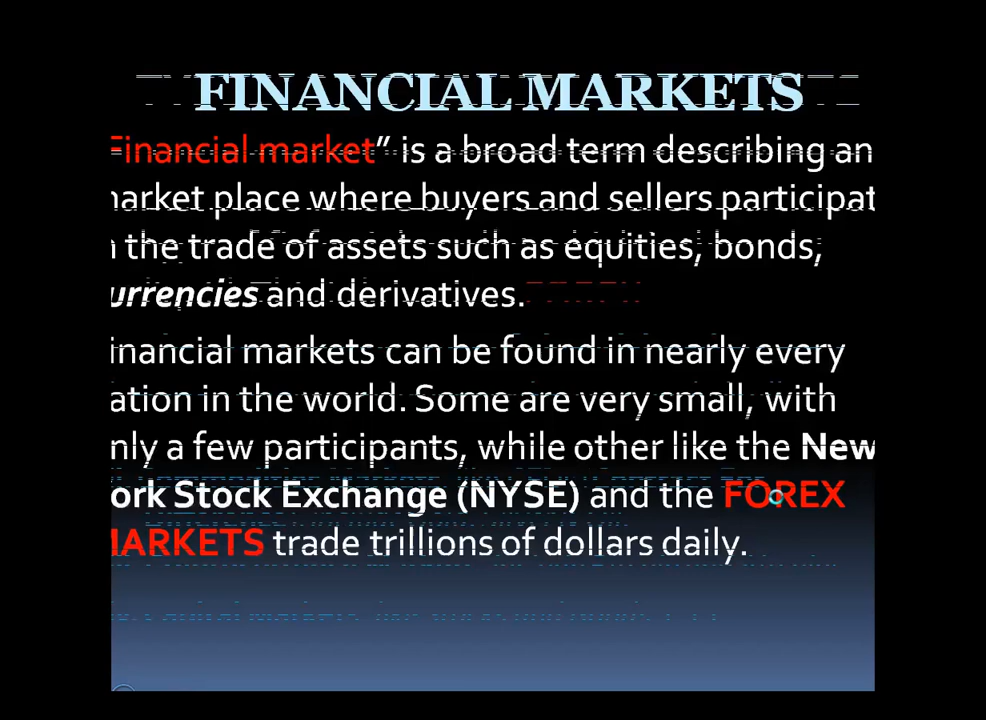 FINANCIAL MARKETS
Financial market” is a broad term describing an
market place where buyers and sellers participat
the trade of assets such as equities, bonds,
urrencies and derivatives.
inancial markets can be found in nearly every
ation in the world. Some are very small, with
nly a few participants, while other like the New
ork Stock Exchange (NYSE) and the FOREX
MARKETS trade trillions of dollars daily.